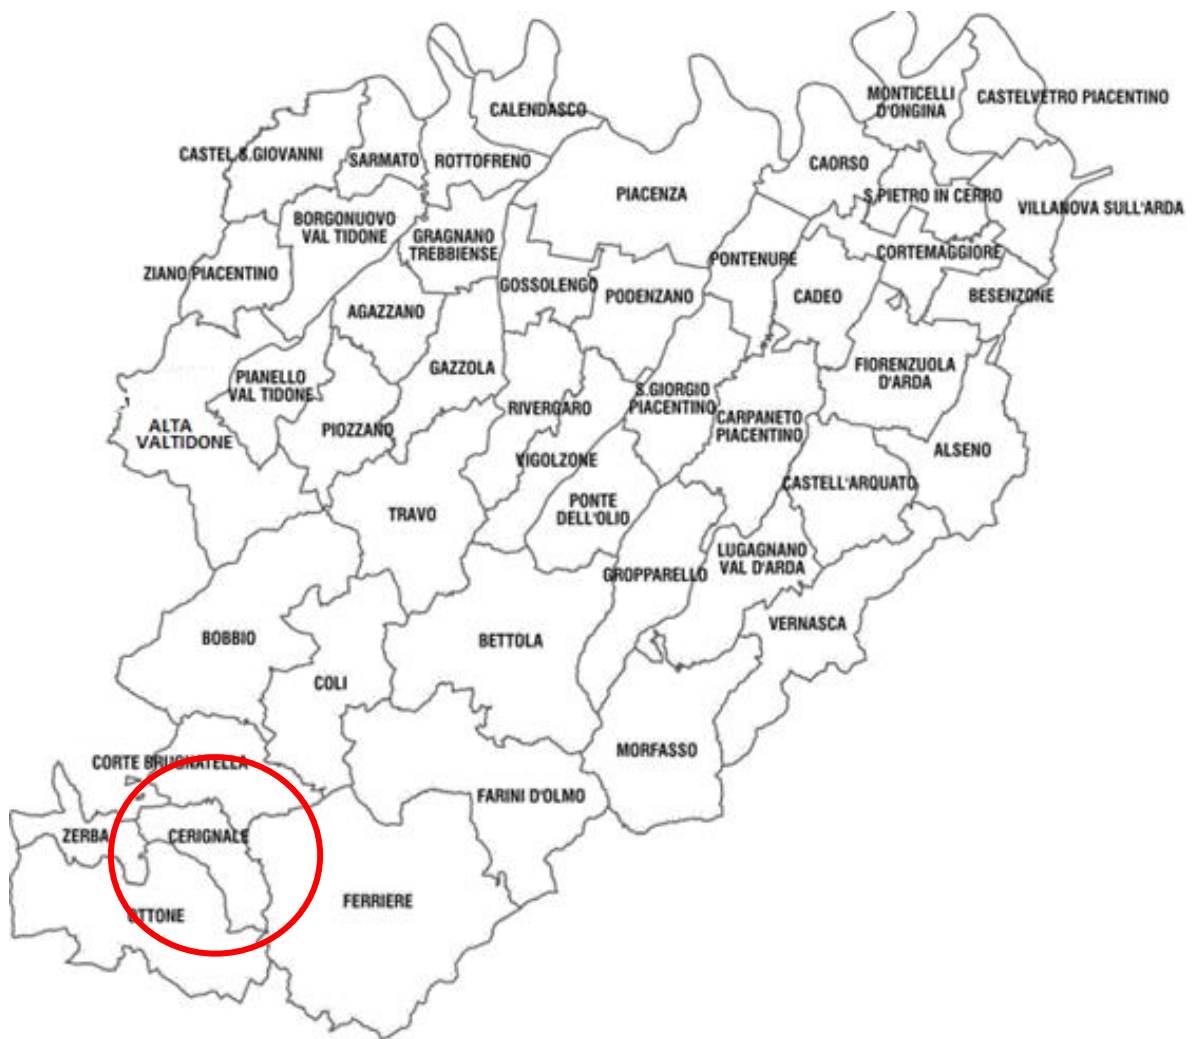 MONTICELLI
D'ONGINA
CASTELVETRO PIACENTINO
CALENDASCO
CASTEL S.GIOVANNI
SARMATO
ROTTOFRENO
CAORSO
PIACENZA
S.PIETRO IN CERRO
VILLANOVA SULL'ARDA
BORGONUOVO
VAL TIDONE
GRAGNANO
TREBBIENSE
ZIANO PIACENTINO
PONTENURE
CORTEMAGGIORE
GOSSOLENGO
PODENZANO
CADEO
BESENZONE
AGAZZANO
GAZZOLA
FIORENZUOLA
D'ARDA
PIANELLO
VAL TIDONE
S.GIORGIO
PIACENTINO
RIVERGARO
CARPANETO
PIACENTINO
ALTA
VALTIDONE
PIOZZANO
ALSENO
VIGOLZONE
CASTELL'ARQUATO
TRAVO
PONTE
DELL'OLIO
LUGAGNANO
VAL D'ARDA
GROPPARELLO
VERNASCA
BOBBIO
BETTOLA
COLI
MORFASSO
CORTE BRUGNATELLA
FARINI D'OLMO
ZERBA
CERIGNALE
FERRIERE
OTTONE